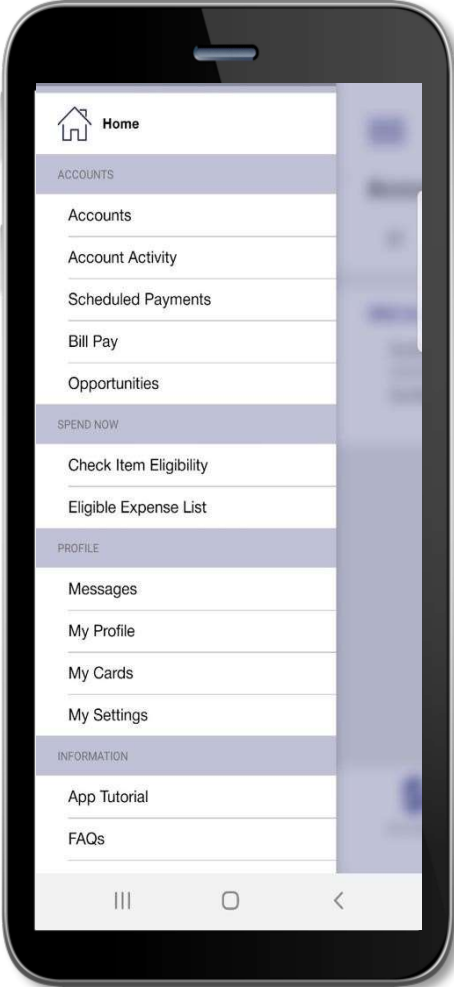 Home
ACCOUNTS
Accounts
Account Activity
Scheduled Payments
Bill Pay
Opportunities
SPEND NOW
Check Item Eligibility
Eligible Expense List
PROFILE
Messages
My Profile
My Cards
My Settings
INFORMATION
App Tutorial
FAQs